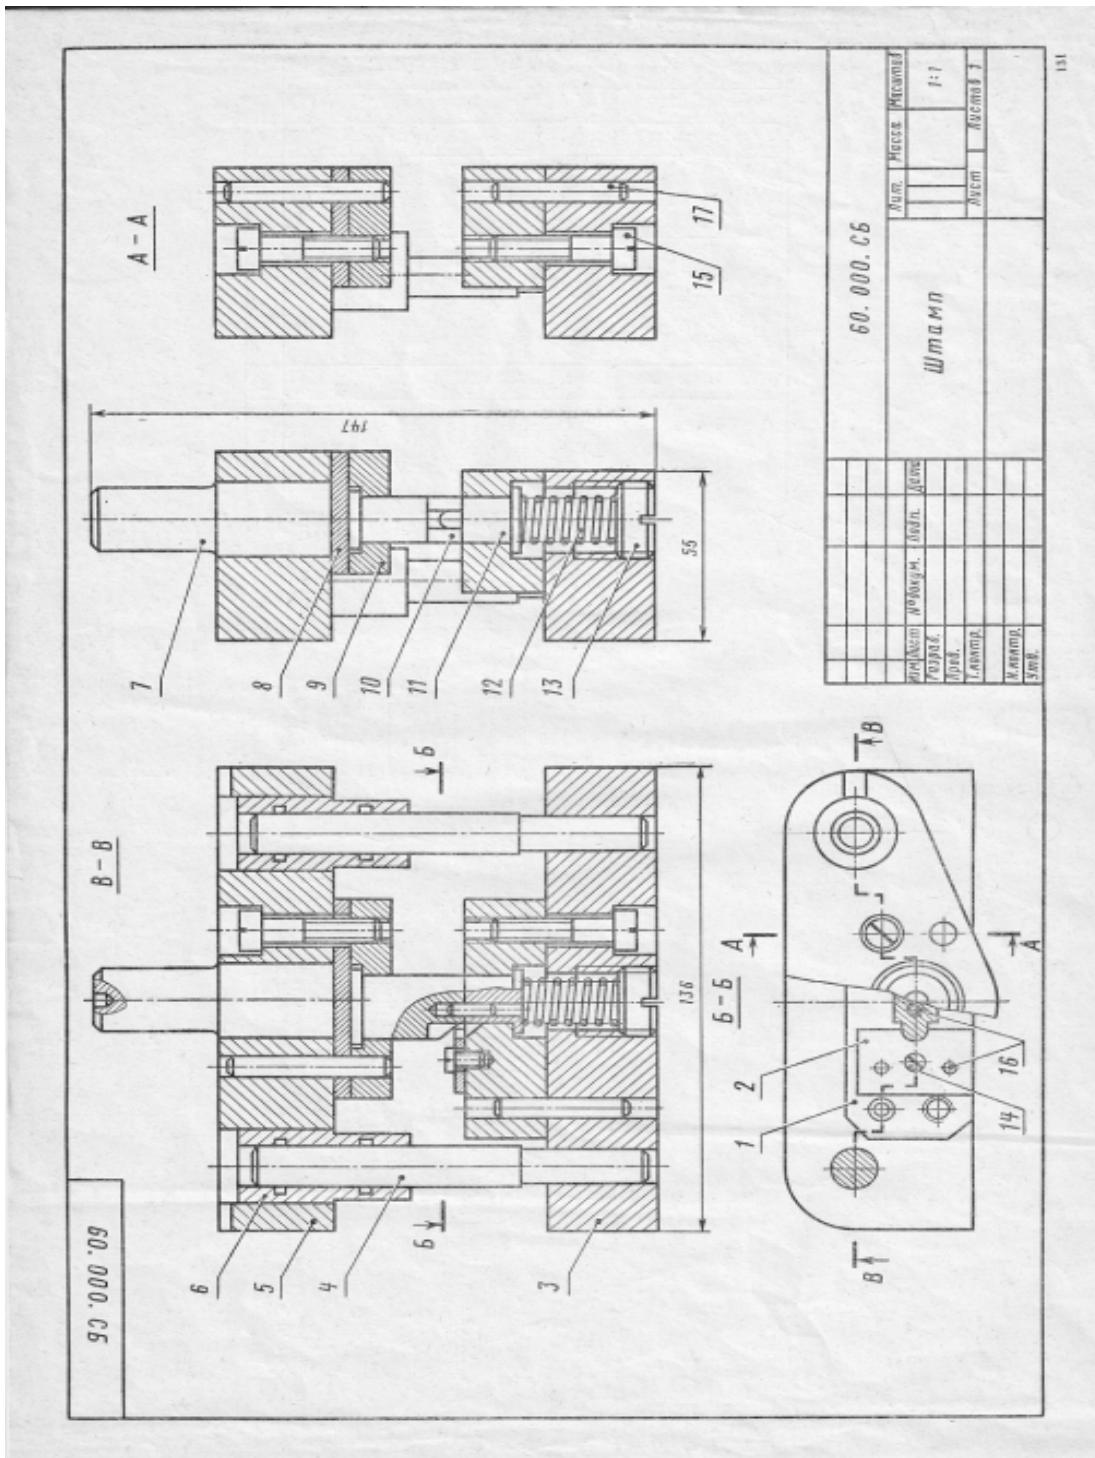 131
А - А
17
15
147
55
7
8
9
10
11
12
13
В - В
Б
Б
136
6
5
4
3
60. 000. СБ
Б - Б
А
А
В
В
1
2
14
16
60. 000. СБ
Штамп
Лит. Масса Масштаб
1:1
Лист Листов 1
Изм. Лист № докум. Подп. Дата
Разраб.
Пров.
Т.контр.
Н.контр.
Утв.